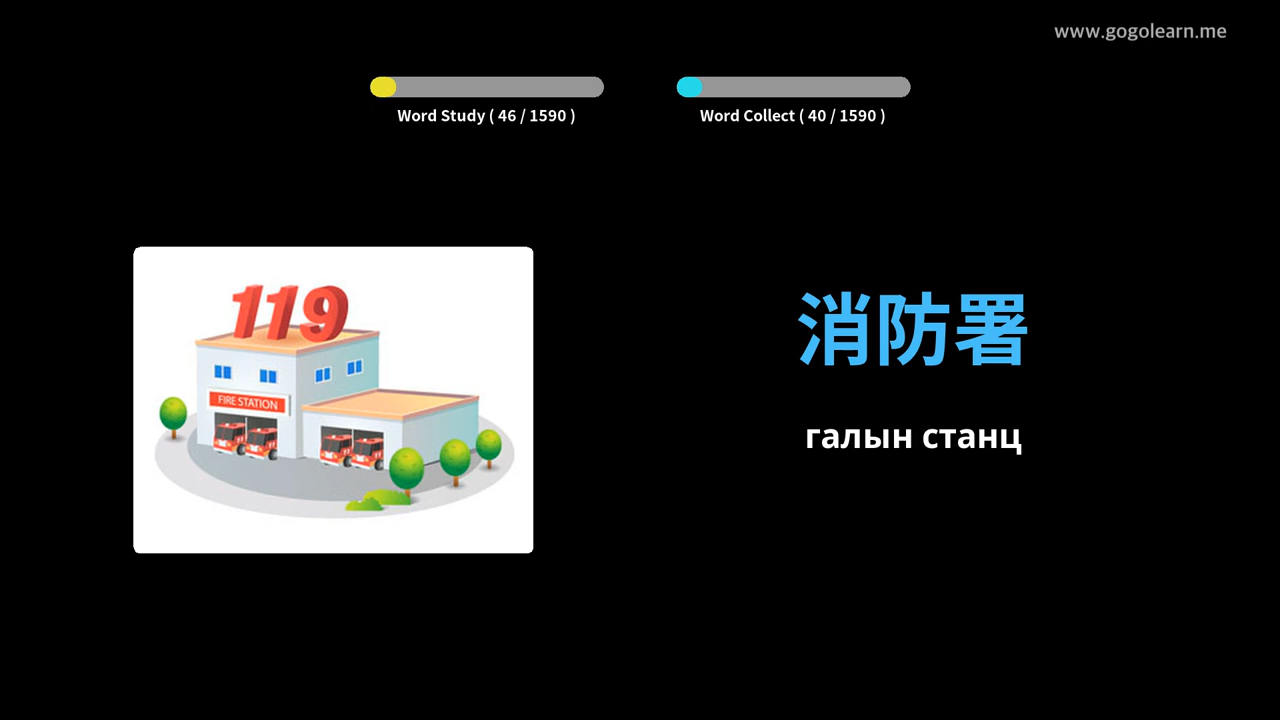 www.gogolearn.me
Word Study ( 46 / 1590 )
Word Collect ( 40 / 1590 )
119
FIRE STATION
消防署
галын станц